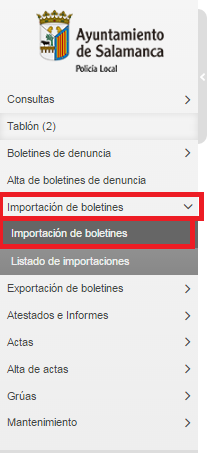 Ayuntamiento
de Salamanca
Policía Local
Consultas
Tablón (2)
Boletines de denuncia
Alta de boletines de denuncia
Importación de boletines
Importación de boletines
Listado de importaciones
Exportación de boletines
Atestados e Informes
Actas
Alta de actas
Grúas
Mantenimiento